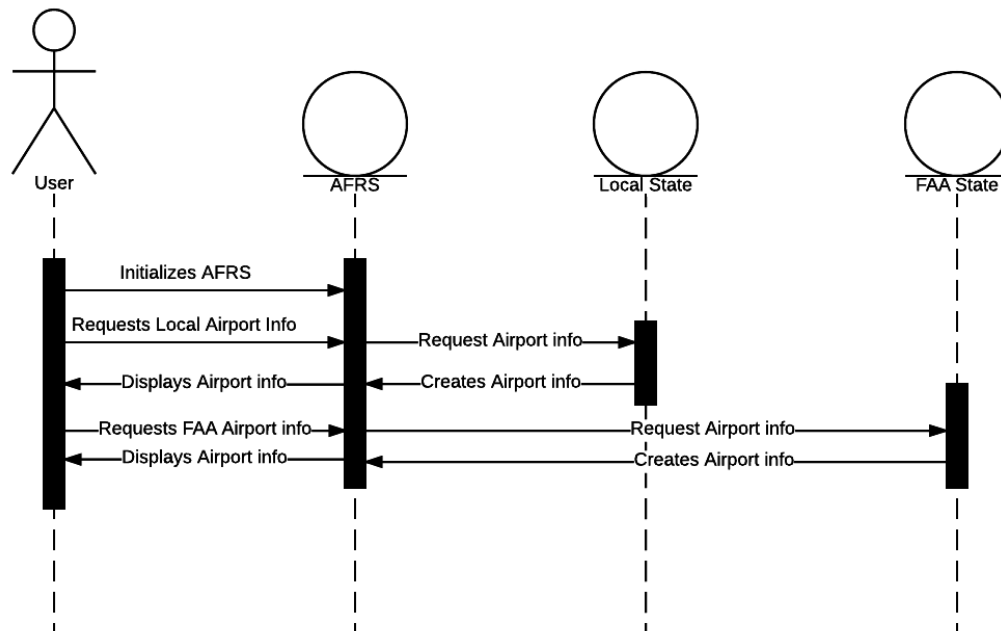 User
AFRS
Local State
FAA State
Initializes AFRS
Requests Local Airport Info
Request Airport info
Displays Airport info
Creates Airport info
Requests FAA Airport info
Request Airport info
Displays Airport info
Creates Airport info